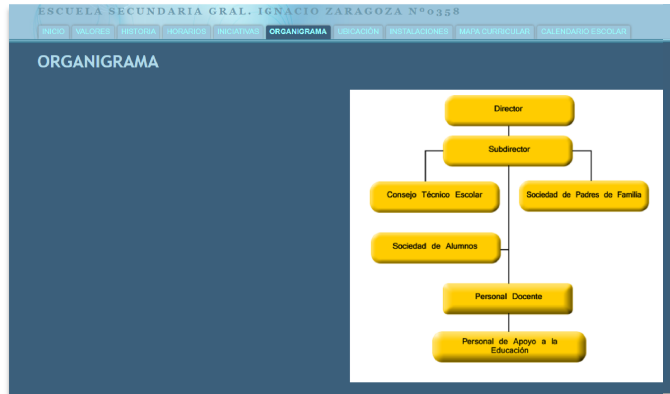 ESCUELA SECUNDARIA GRAL. IGNACIO ZARAGOZA Nº0358
INICIO VALORES HISTORIA HORARIOS INICIATIVAS ORGANIGRAMA UBICACIÓN INSTALACIONES MAPA CURRICULAR CALENDARIO ESCOLAR
ORGANIGRAMA
Director
Subdirector
Consejo Técnico Escolar
Sociedad de Padres de Familia
Sociedad de Alumnos
Personal Docente
Personal de Apoyo a la
Educación